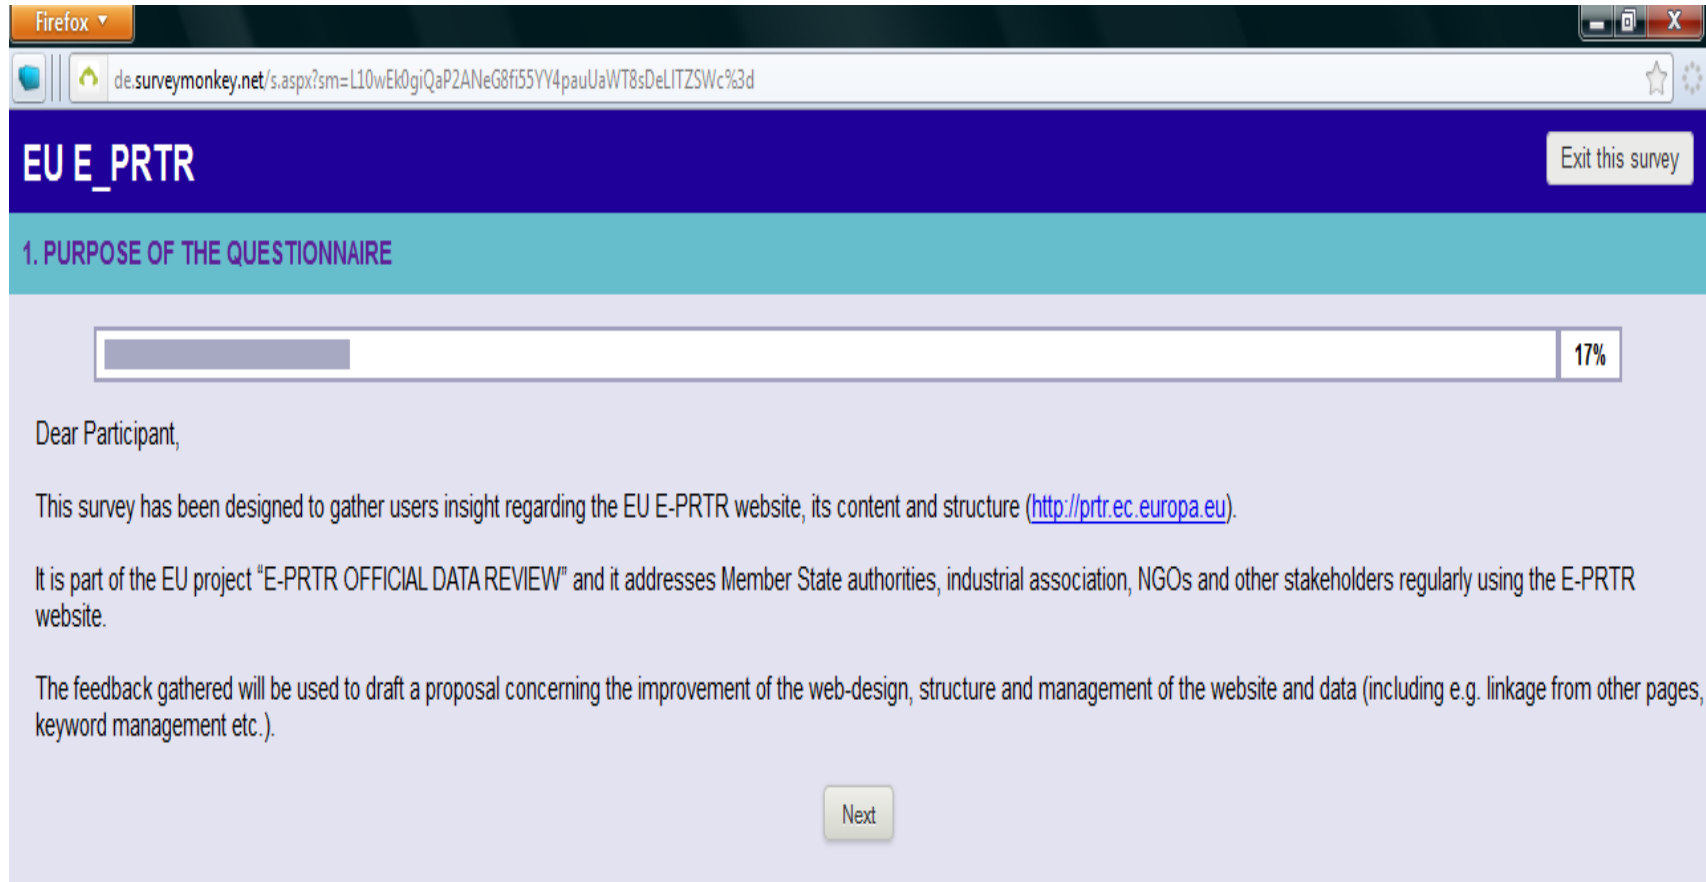 Firefox
de.surveymonkey.net/s.aspx?sm=L10wEk0giQaP2ANeG8fi55YY4pauUaWT8sDeLITZSWc%3d
EU E_PRTR
Exit this survey
1. PURPOSE OF THE QUESTIONNAIRE
17%
Dear Participant,
This survey has been designed to gather users insight regarding the EU E-PRTR website, its content and structure (http://prtr.ec.europa.eu).
It is part of the EU project “E-PRTR OFFICIAL DATA REVIEW” and it addresses Member State authorities, industrial association, NGOs and other stakeholders regularly using the E-PRTR
website.
The feedback gathered will be used to draft a proposal concerning the improvement of the web-design, structure and management of the website and data (including e.g. linkage from other pages,
keyword management etc.).
Next